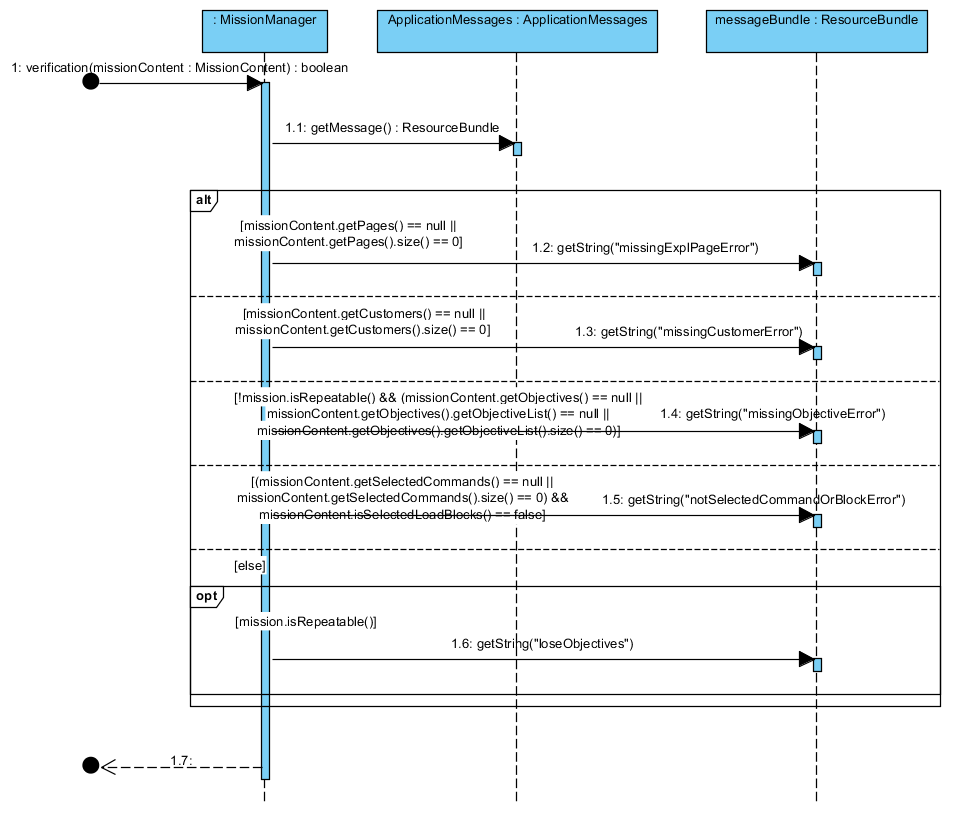 : MissionManager
ApplicationMessages : ApplicationMessages
messageBundle : ResourceBundle
1: verification(missionContent : MissionContent) : boolean
1.1: getMessage() : ResourceBundle
alt
[missionContent.getPages() == null ||
missionContent.getPages().size() == 0]
1.2: getString("missingExplPageError")
[missionContent.getCustomers() == null ||
missionContent.getCustomers().size() == 0]
1.3: getString("missingCustomerError")
[!mission.isRepeatable() && (missionContent.getObjectives() == null ||
missionContent.getObjectives().getObjectiveList() == null ||
missionContent.getObjectives().getObjectiveList().size() == 0)]
1.4: getString("missingObjectiveError")
[(missionContent.getSelectedCommands() == null ||
missionContent.getSelectedCommands().size() == 0) &&
missionContent.isSelectedLoadBlocks() == false]
1.5: getString("notSelectedCommandOrBlockError")
[else]
opt
[mission.isRepeatable()]
1.6: getString("loseObjectives")
1.7: